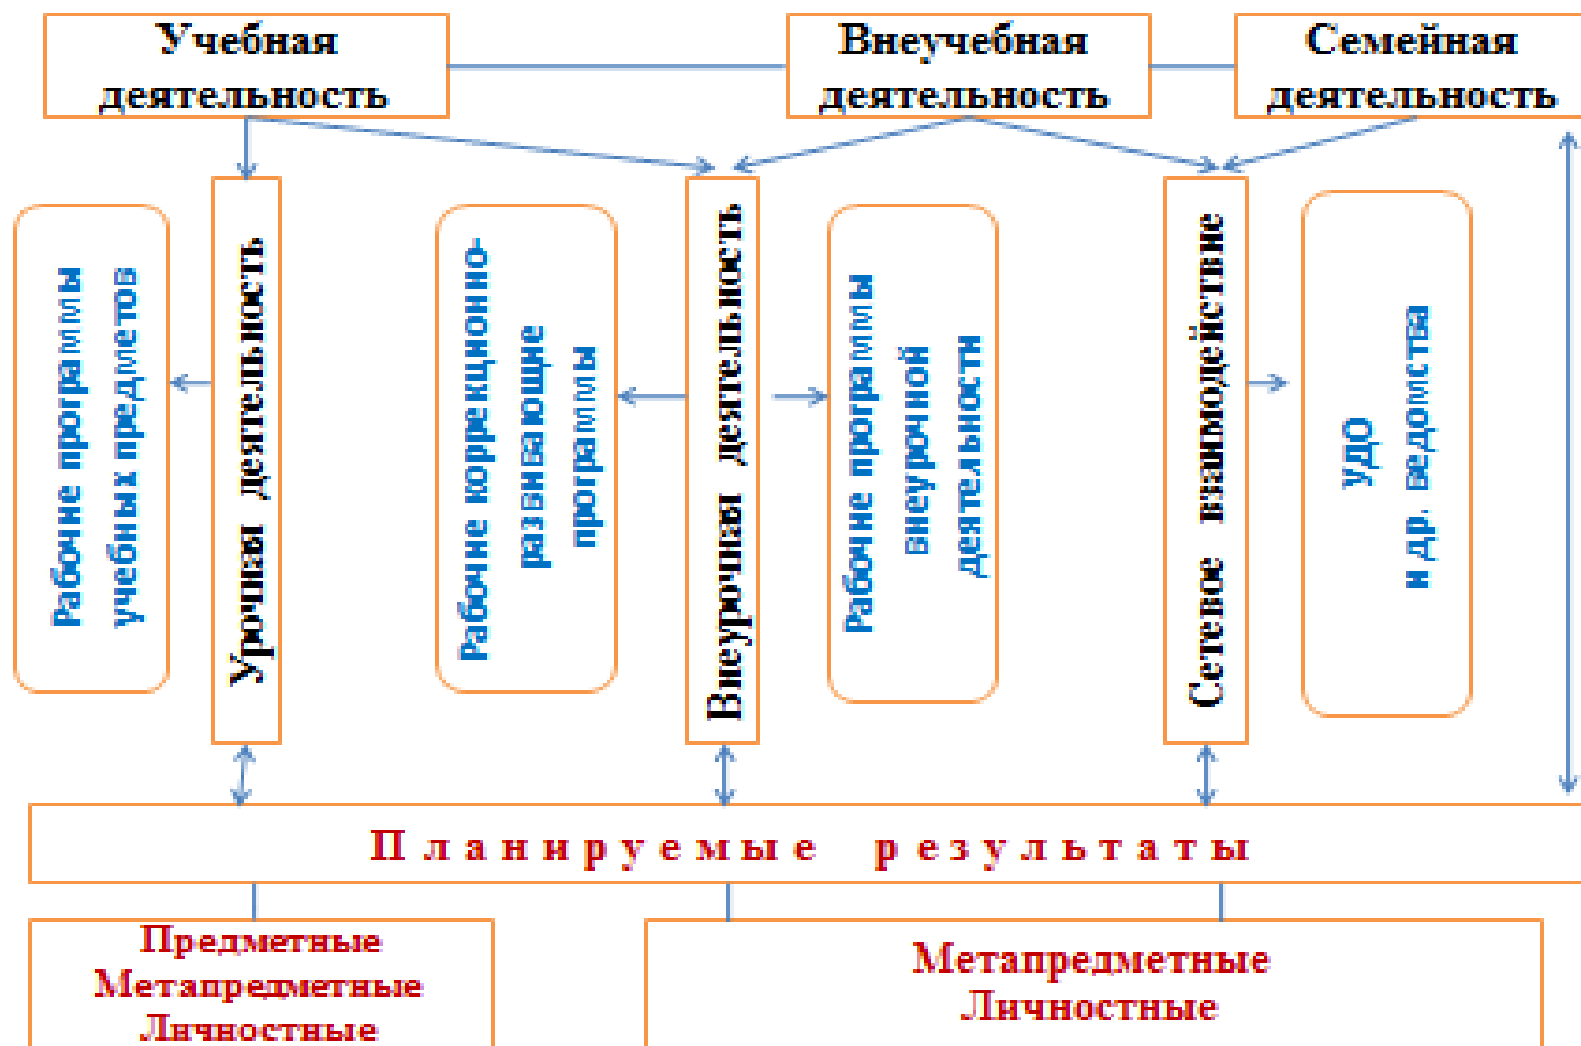 Учебная
деятельность
Внеучебная
деятельность
Семейная
деятельность
Рабочие программы
учебных предметов
Урочная деятельность
Рабочие коррекционно-
развивающие
программы
Внеурочная деятельность
Рабочие программы
внеурочной
деятельности
Сетевое взаимодействие
УДО
и др. ведомства
Планируемые результаты
Предметные
Метапредметные
Личностные
Метапредметные
Личностные